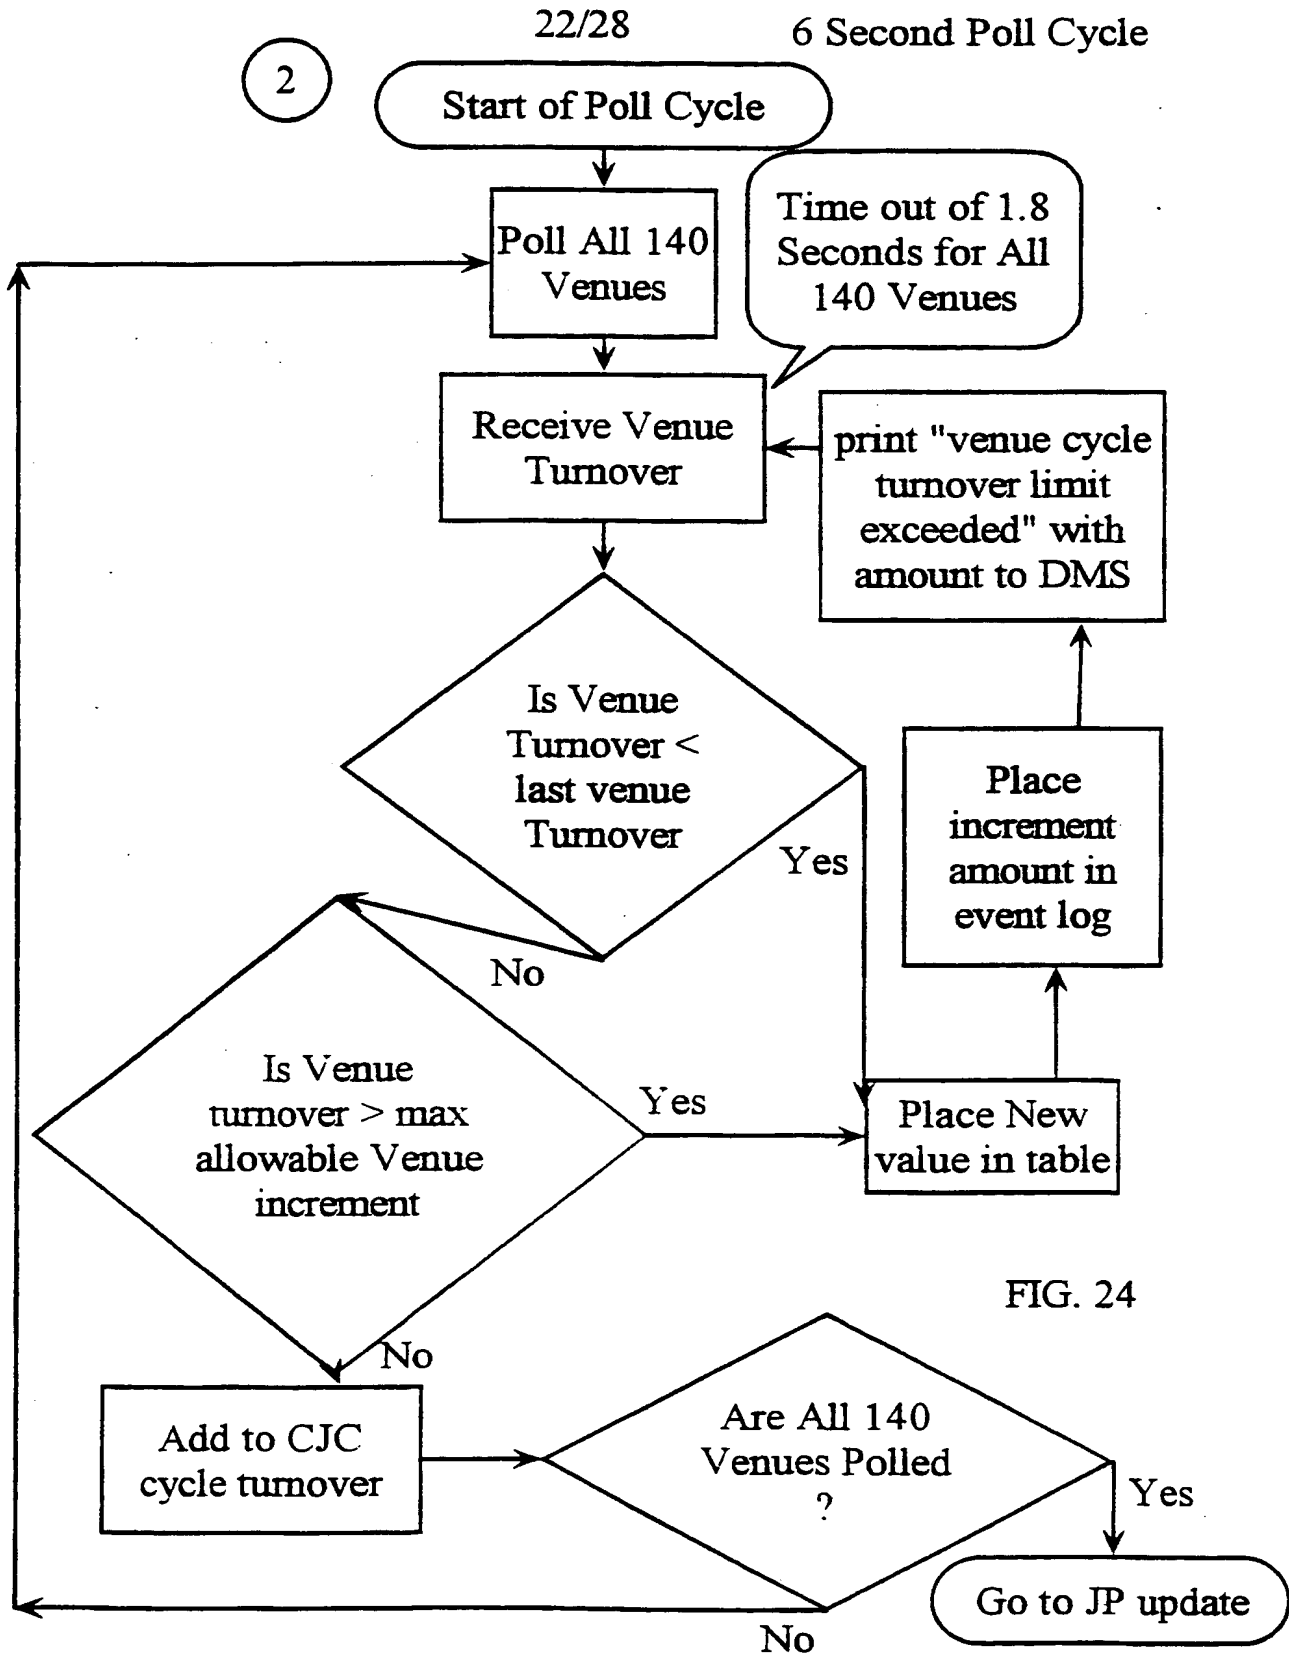 22/28
6 Second Poll Cycle
2
Start of Poll Cycle
Poll All 140
Venues
Time out of 1.8
Seconds for All
140 Venues
Receive Venue
Turnover
print "venue cycle
turnover limit
exceeded" with
amount to DMS
Is Venue
Turnover <
last venue
Turnover
Yes
No
Place
increment
amount in
event log
Is Venue
turnover > max
allowable Venue
increment
Yes
Place New
value in table
FIG. 24
No
Add to CJC
cycle turnover
Are All 140
Venues Polled
?
Yes
Go to JP update
No